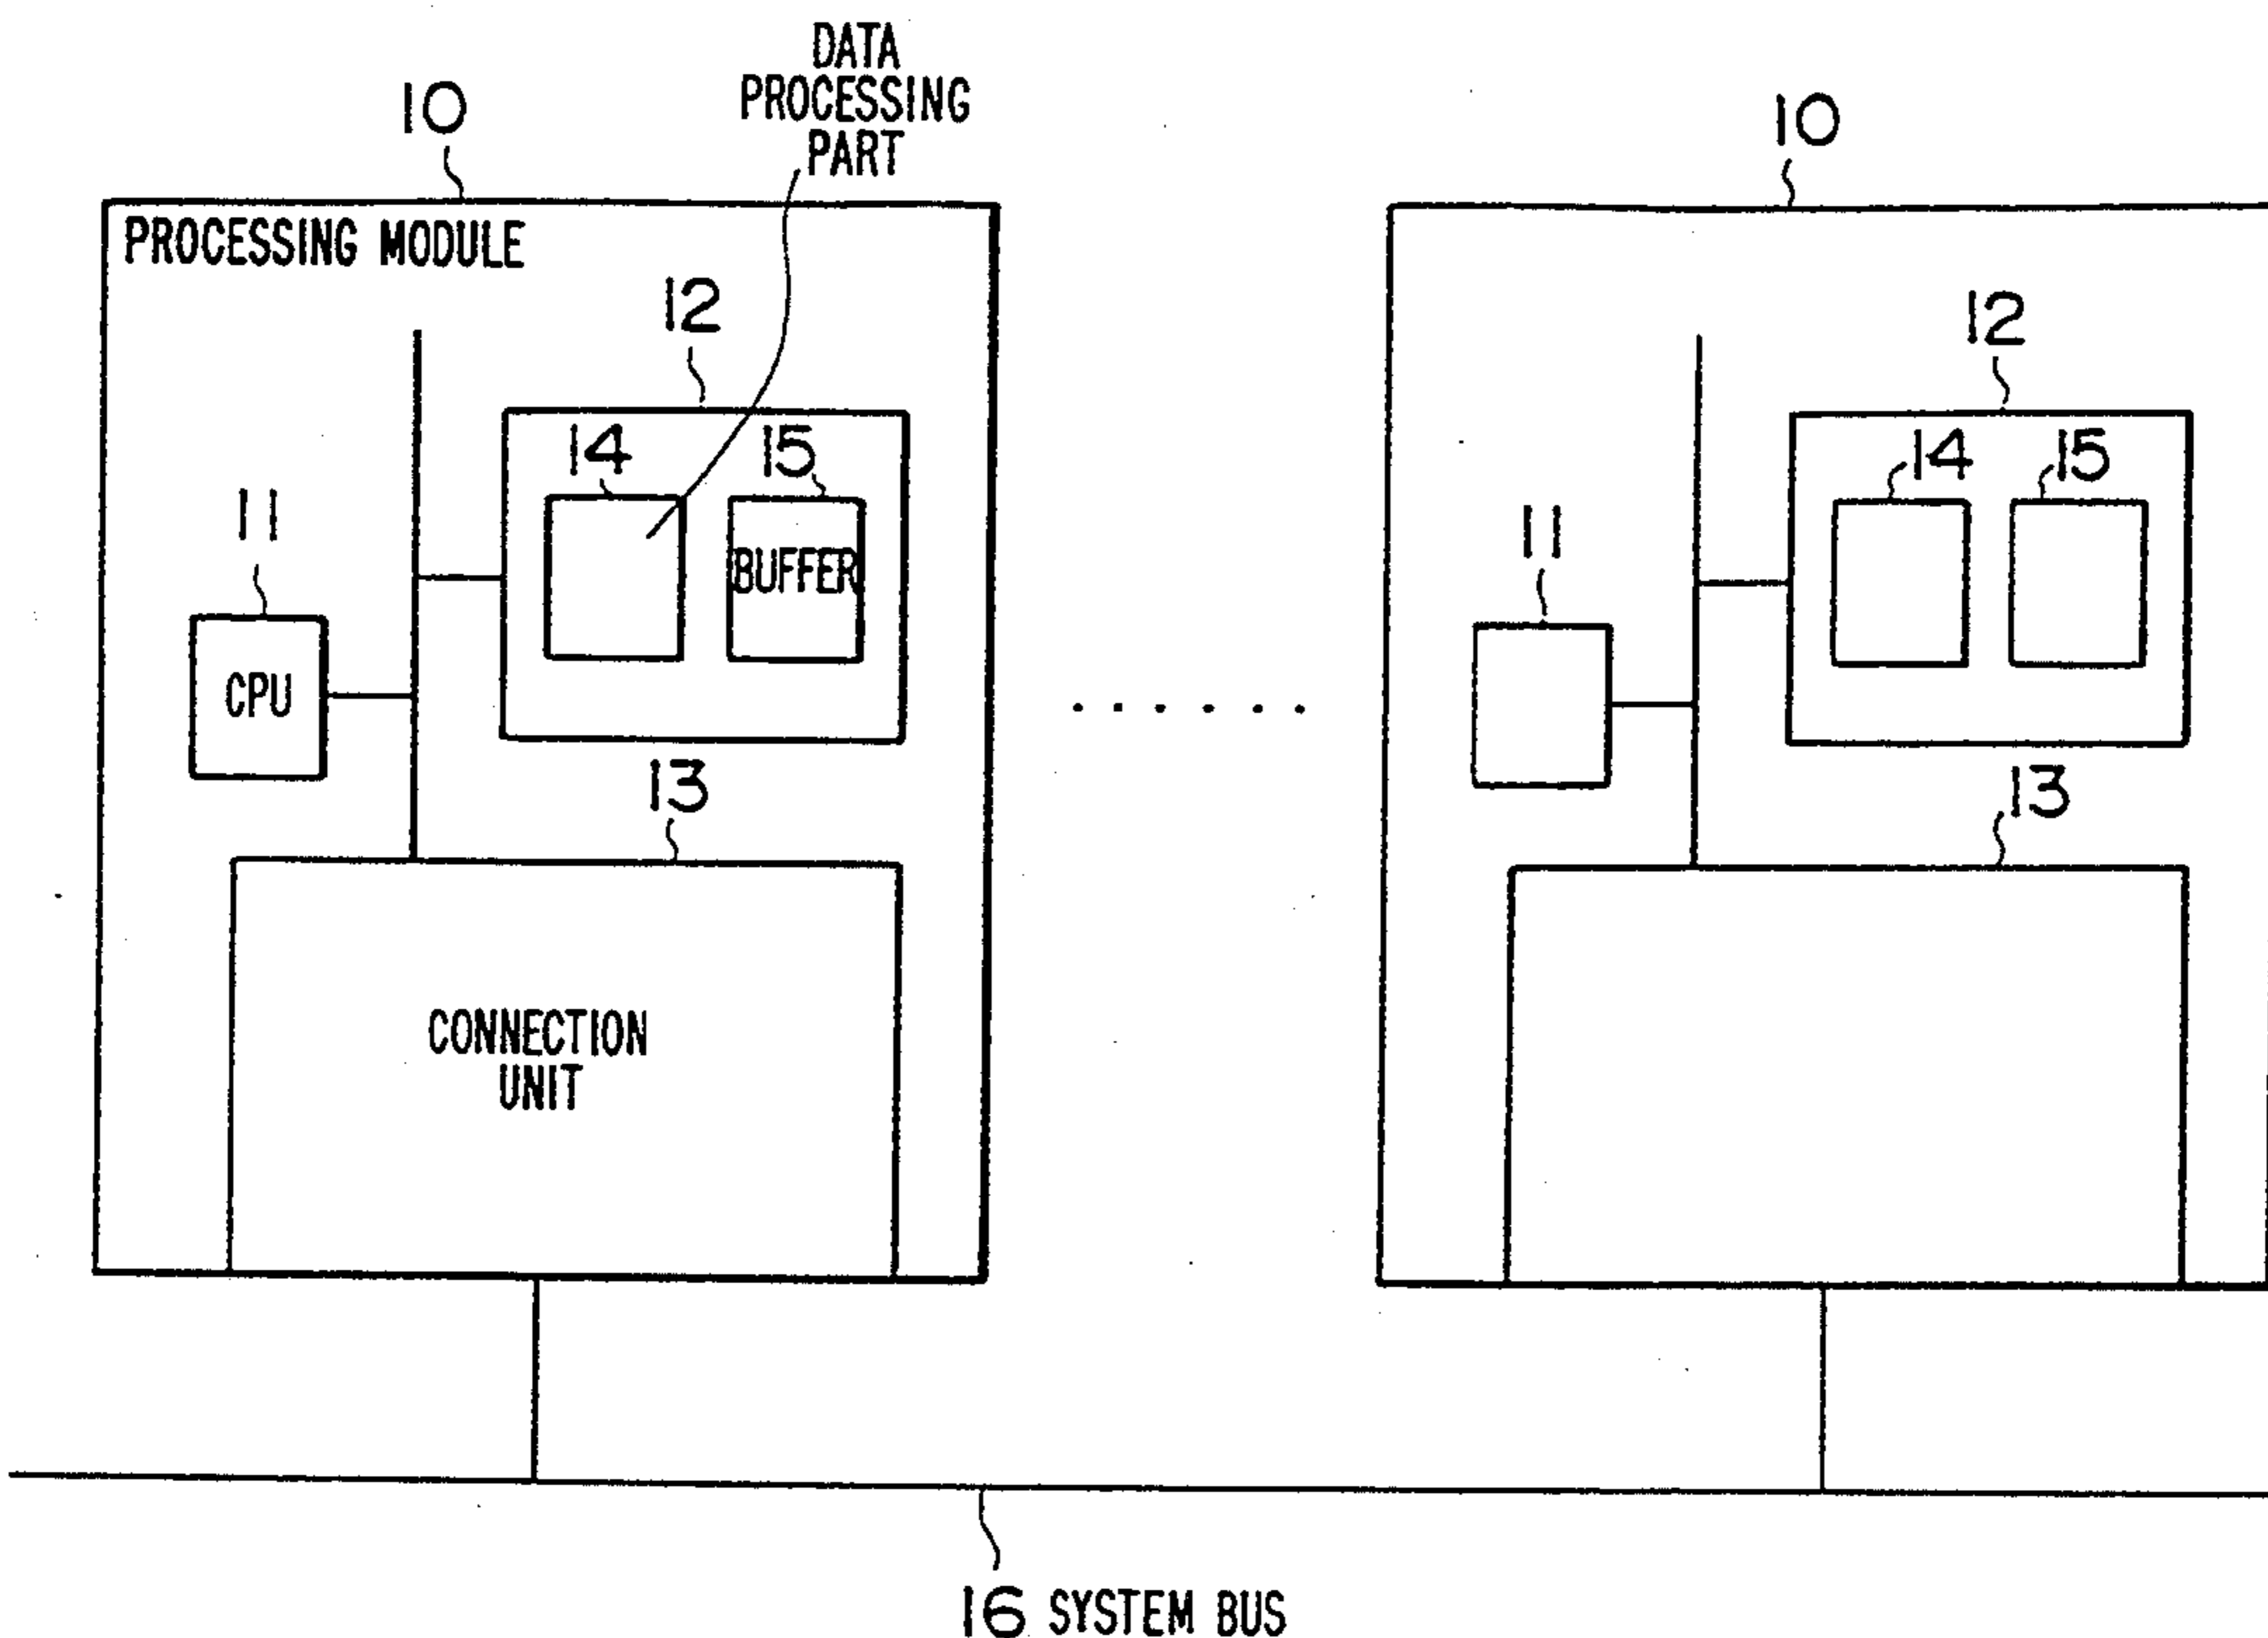 DATA
PROCESSING
PART
10
10
PROCESSING MODULE
12
12
14
15
14
15
11
11
BUFFER
CPU
13
13
CONNECTION
UNIT
16 SYSTEM BUS